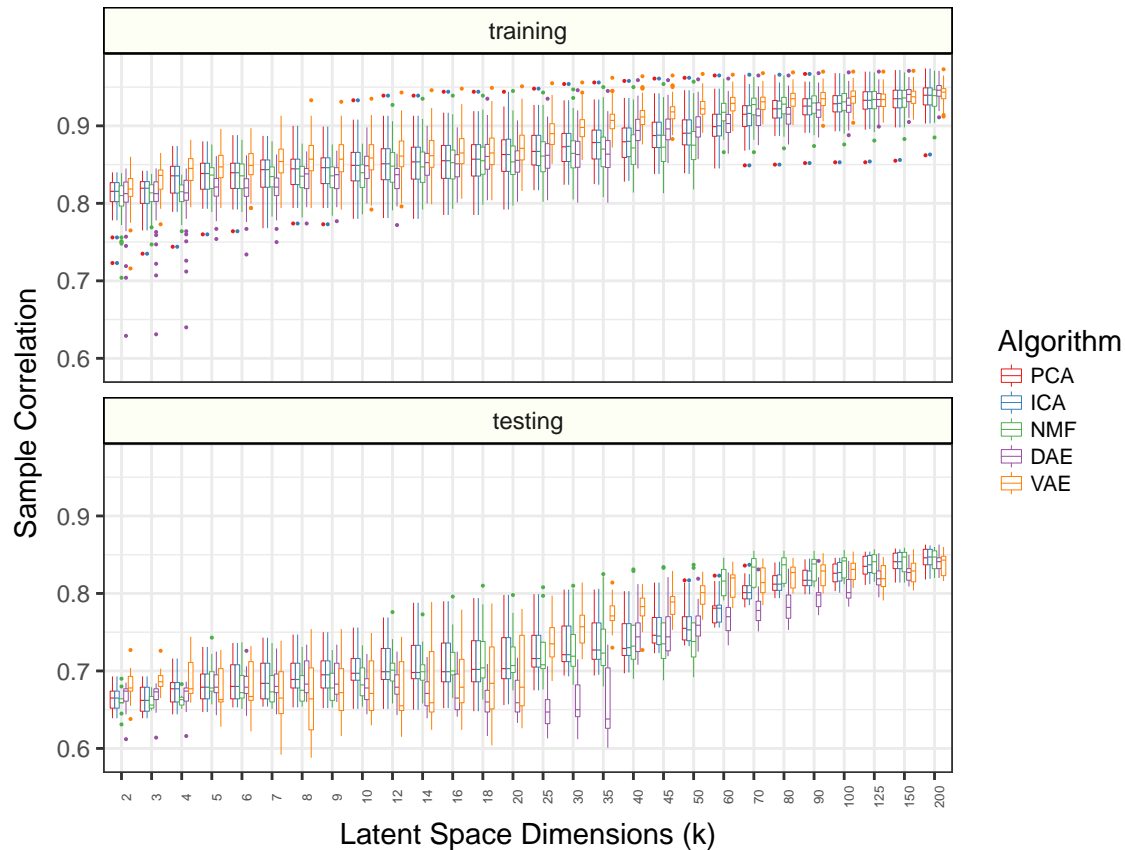 training
0.9
0.8
0.7
0.6
testing
0.9
0.8
0.7
0.6
Sample Correlation
2 3 4 5 6 7 8 9 10 12 14 16 18 20 25 30 35 40 45 50 60 70 80 90 100 125 150 200
Latent Space Dimensions (k)
Algorithm
PCA
ICA
NMF
DAE
VAE